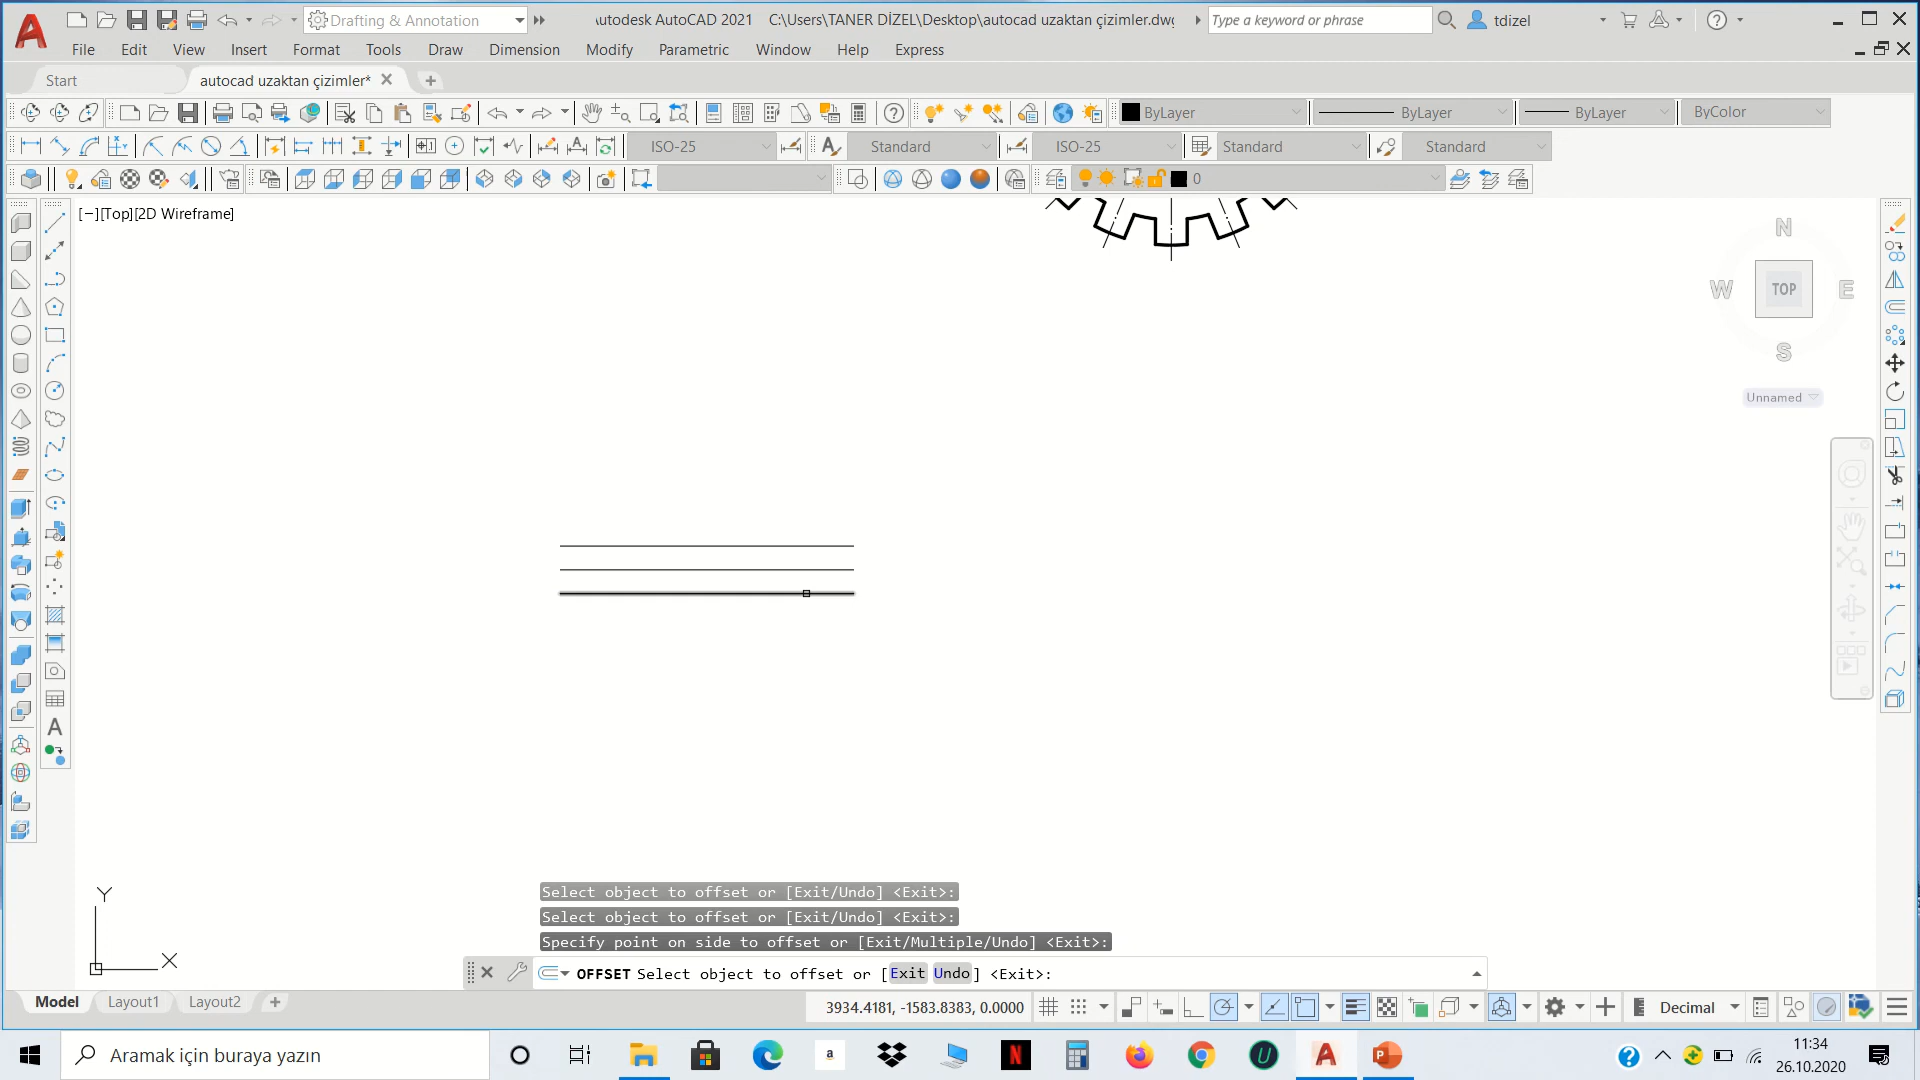 Drafting & Annotation
utodesk AutoCAD 2021 C:\Users\TANER DİZEL\Desktop\autocad uzaktan çizimler.dwg
Type a keyword or phrase
tdizel
File Edit View Insert Format Tools Draw Dimension Modify Parametric Window Help Express
Start
autocad uzaktan çizimler*
ByLayer
ByLayer
ByLayer
ByColor
ISO-25
Standard
ISO-25
Standard
Standard
0
[−][Top][2D Wireframe]
N
W
TOP
E
S
Unnamed
A
Y
X
Select object to offset or [Exit/Undo] <Exit>:
Select object to offset or [Exit/Undo] <Exit>:
Specify point on side to offset or [Exit/Multiple/Undo] <Exit>:
OFFSET Select object to offset or [Exit Undo] <Exit>:
Model Layout1 Layout2
3934.4181, -1583.8383, 0.0000
Decimal
Aramak için buraya yazın
11:34
26.10.2020